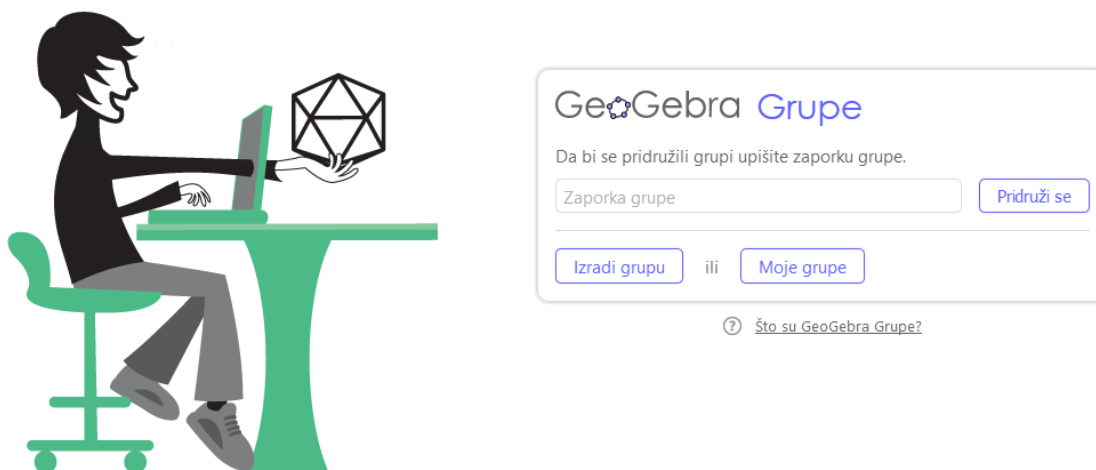 GeoGebra Grupe
Da bi se pridružili grupi upišite zaporku grupe.
Zaporka grupe
Pridruži se
Izradi grupu ili Moje grupe
? Što su GeoGebra Grupe?